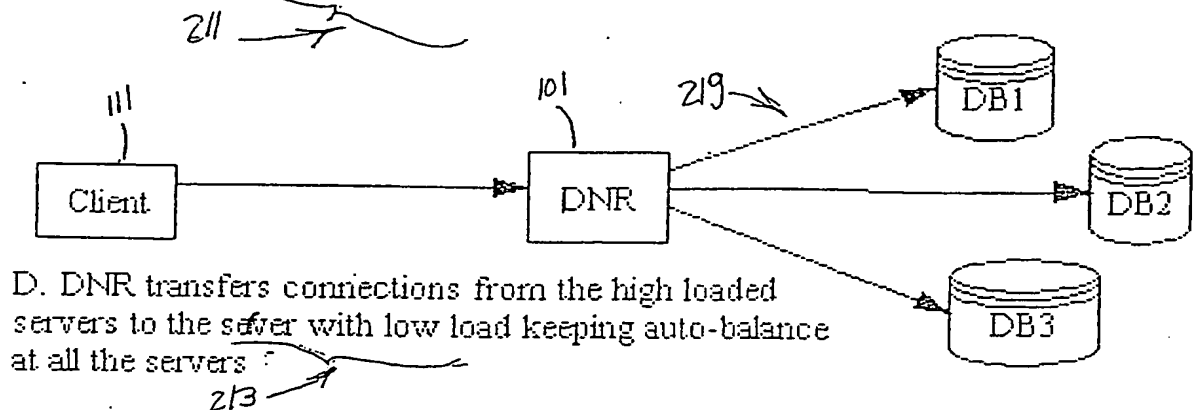 211
111
101
219
DB1
Client
DNR
DB2
DB3
D. DNR transfers connections from the high loaded
servers to the sever with low load keeping auto-balance
at all the servers
213